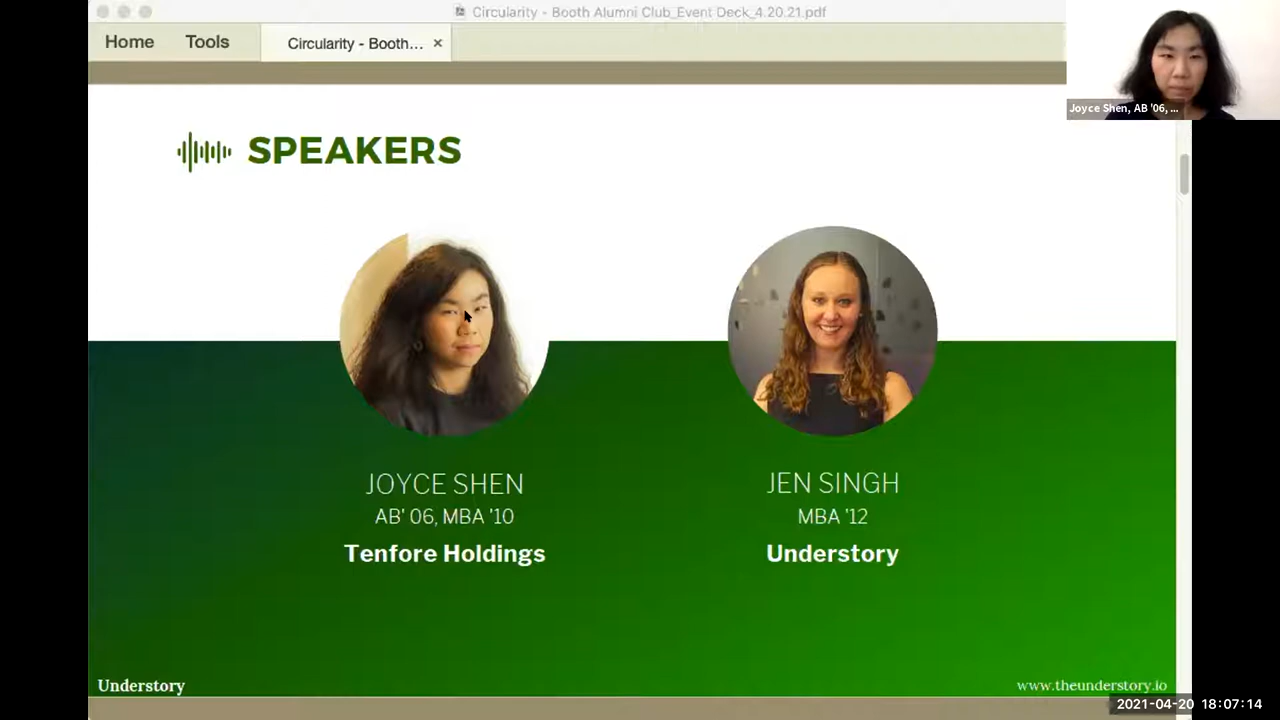 Circularity - Booth Alumni Club_Event Deck_4.20.21.pdf
Home
Tools
Circularity - Booth... ×
Joyce Shen, AB '06, ...
SPEAKERS
JOYCE SHEN
AB' 06, MBA '10
Tenfore Holdings
JEN SINGH
MBA '12
Understory
Understory
www.theunderstory.io
2021-04-20 18:07:14